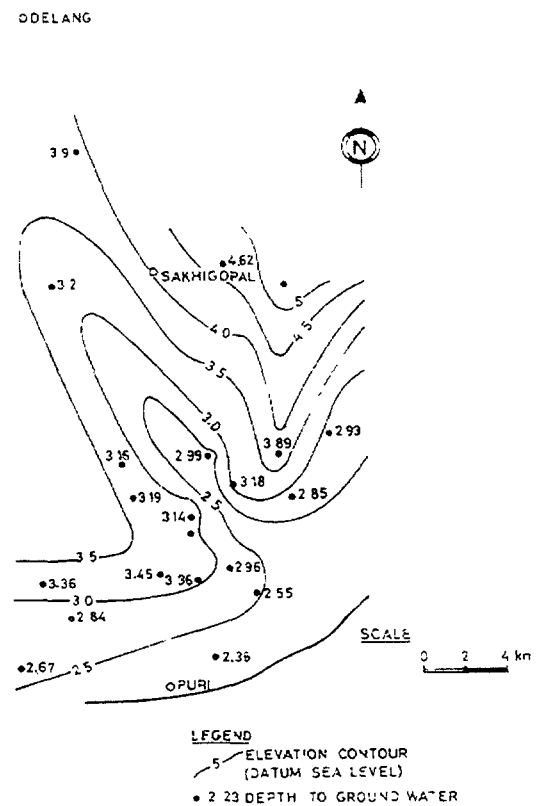 ODELANG
N
3.9
4.62
SAKHIGOPAL
3.2
5
4.5
4.0
3.5
3.0
2.93
3.89
2.99
3.15
3.18
2.85
3.19
2.5
3.14
3.5
2.96
3.45
3.36
3.36
2.55
3.0
2.84
SCALE
2.36
0 2 4 km
2.67
2.5
PURI
LEGEND
5 ELEVATION CONTOUR
(DATUM SEA LEVEL)
2.23 DEPTH TO GROUND WATER